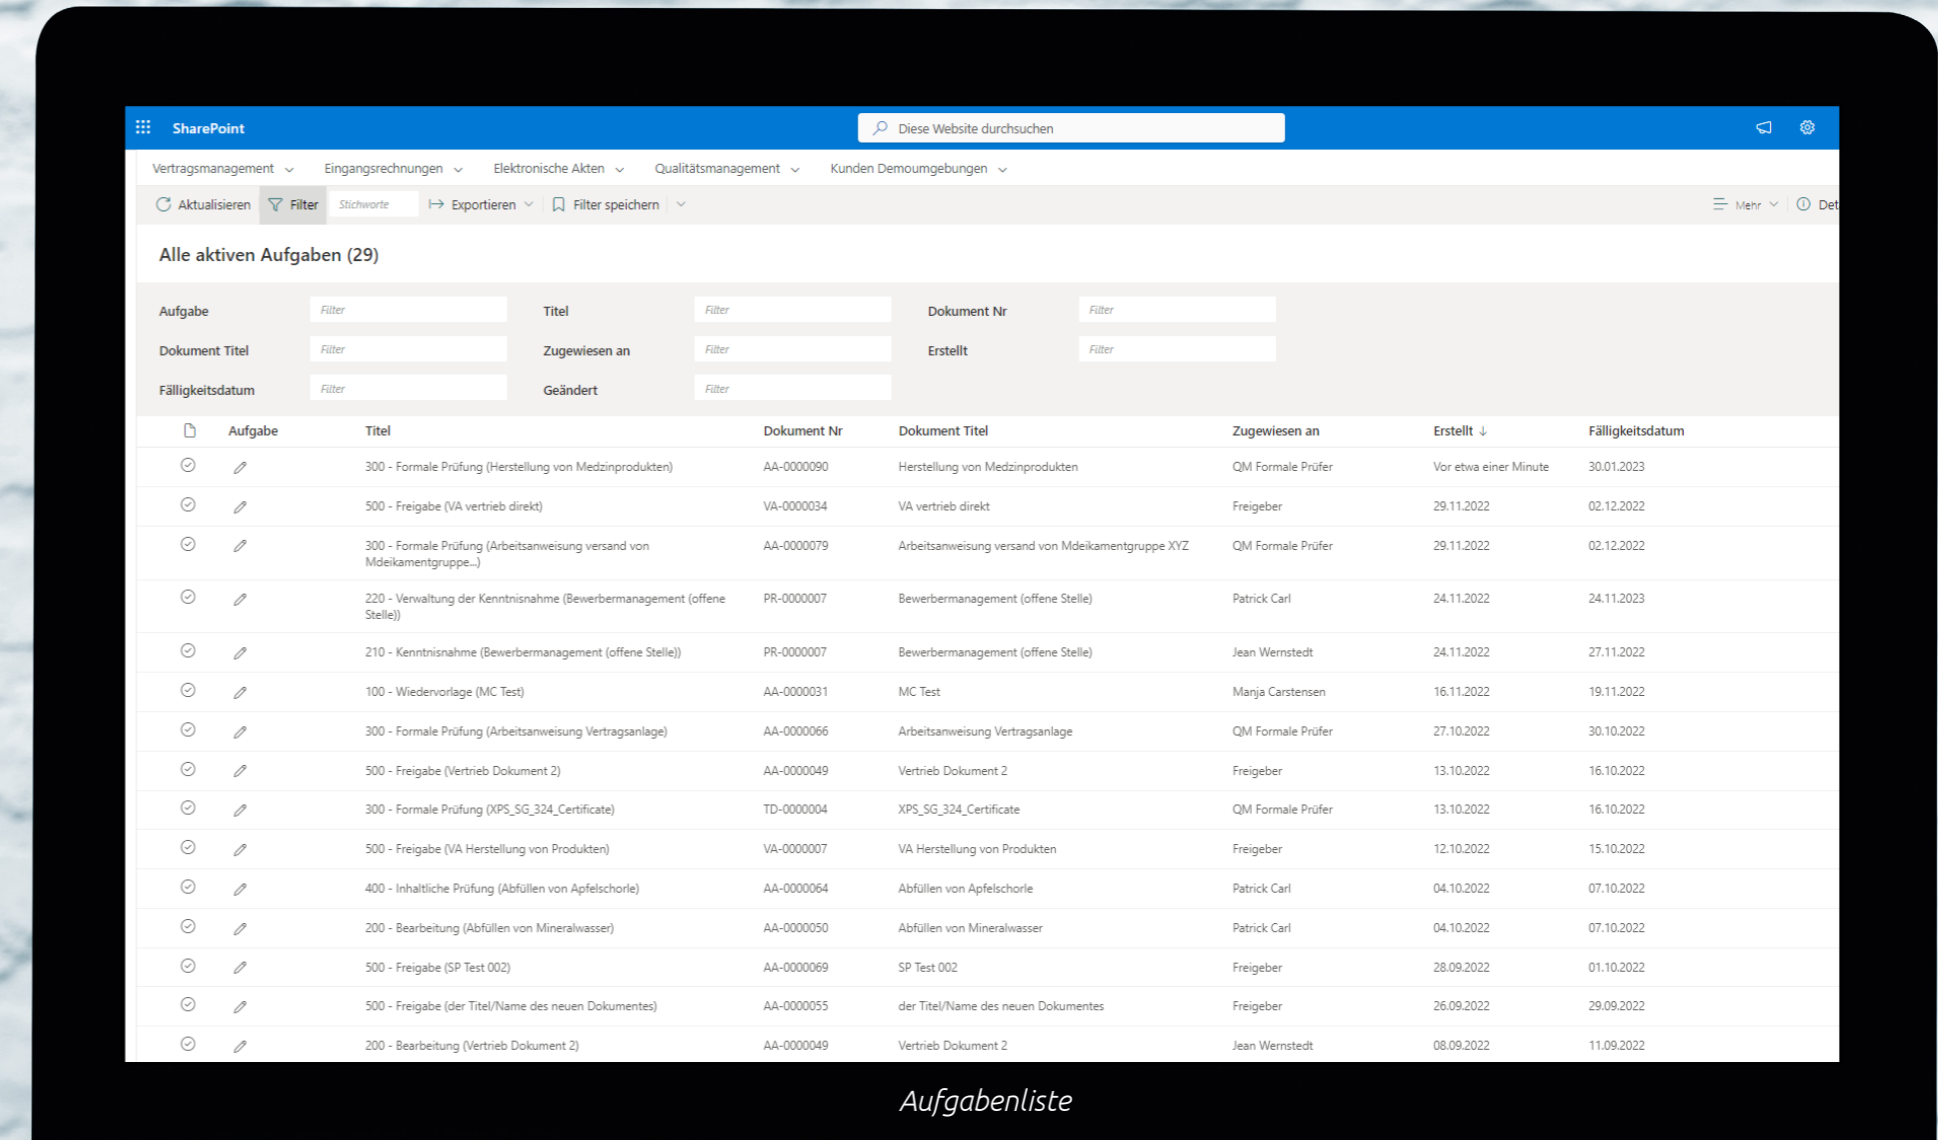 SharePoint
Diese Website durchsuchen
Vertragsmanagement Eingangsrechnungen Elektronische Akten Qualitätsmanagement Kunden Demoumgebungen
Aktualisieren Filter Stichworte Exportieren Filter speichern Mehr Det
Alle aktiven Aufgaben (29)
Aufgabe Filter Titel Filter Dokument Nr Filter
Dokument Titel Filter Zugewiesen an Filter Erstellt Filter
Fälligkeitsdatum Filter Geändert Filter
Aufgabe Titel Dokument Nr Dokument Titel Zugewiesen an Erstellt ↓ Fälligkeitsdatum
300 - Formale Prüfung (Herstellung von Medzinprodukten) AA-0000090 Herstellung von Medzinprodukten QM Formale Prüfer Vor etwa einer Minute 30.01.2023
500 - Freigabe (VA vertrieb direkt) VA-0000034 VA vertrieb direkt Freigeber 29.11.2022 02.12.2022
300 - Formale Prüfung (Arbeitsanweisung versand von AA-0000079 Arbeitsanweisung versand von Mdeikamentgruppe XYZ QM Formale Prüfer 29.11.2022 02.12.2022
Mdeikamentgruppe...)
220 - Verwaltung der Kenntnisnahme (Bewerbermanagement (offene PR-0000007 Bewerbermanagement (offene Stelle) Patrick Carl 24.11.2022 24.11.2023
Stelle))
210 - Kenntnisnahme (Bewerbermanagement (offene Stelle)) PR-0000007 Bewerbermanagement (offene Stelle) Jean Wernstedt 24.11.2022 27.11.2022
100 - Wiedervorlage (MC Test) AA-0000031 MC Test Manja Carstensen 16.11.2022 19.11.2022
300 - Formale Prüfung (Arbeitsanweisung Vertragsanlage) AA-0000066 Arbeitsanweisung Vertragsanlage QM Formale Prüfer 27.10.2022 30.10.2022
500 - Freigabe (Vertrieb Dokument 2) AA-0000049 Vertrieb Dokument 2 Freigeber 13.10.2022 16.10.2022
300 - Formale Prüfung (XPS_SG_324_Certificate) TD-0000004 XPS_SG_324_Certificate QM Formale Prüfer 13.10.2022 16.10.2022
500 - Freigabe (VA Herstellung von Produkten) VA-0000007 VA Herstellung von Produkten Freigeber 12.10.2022 15.10.2022
400 - Inhaltliche Prüfung (Abfüllen von Apfelschorle) AA-0000064 Abfüllen von Apfelschorle Patrick Carl 04.10.2022 07.10.2022
200 - Bearbeitung (Abfüllen von Mineralwasser) AA-0000050 Abfüllen von Mineralwasser Patrick Carl 04.10.2022 07.10.2022
500 - Freigabe (SP Test 002) AA-0000069 SP Test 002 Freigeber 28.09.2022 01.10.2022
500 - Freigabe (der Titel/Name des neuen Dokumentes) AA-0000055 der Titel/Name des neuen Dokumentes Freigeber 26.09.2022 29.09.2022
200 - Bearbeitung (Vertrieb Dokument 2) AA-0000049 Vertrieb Dokument 2 Jean Wernstedt 08.09.2022 11.09.2022
Aufgabenliste